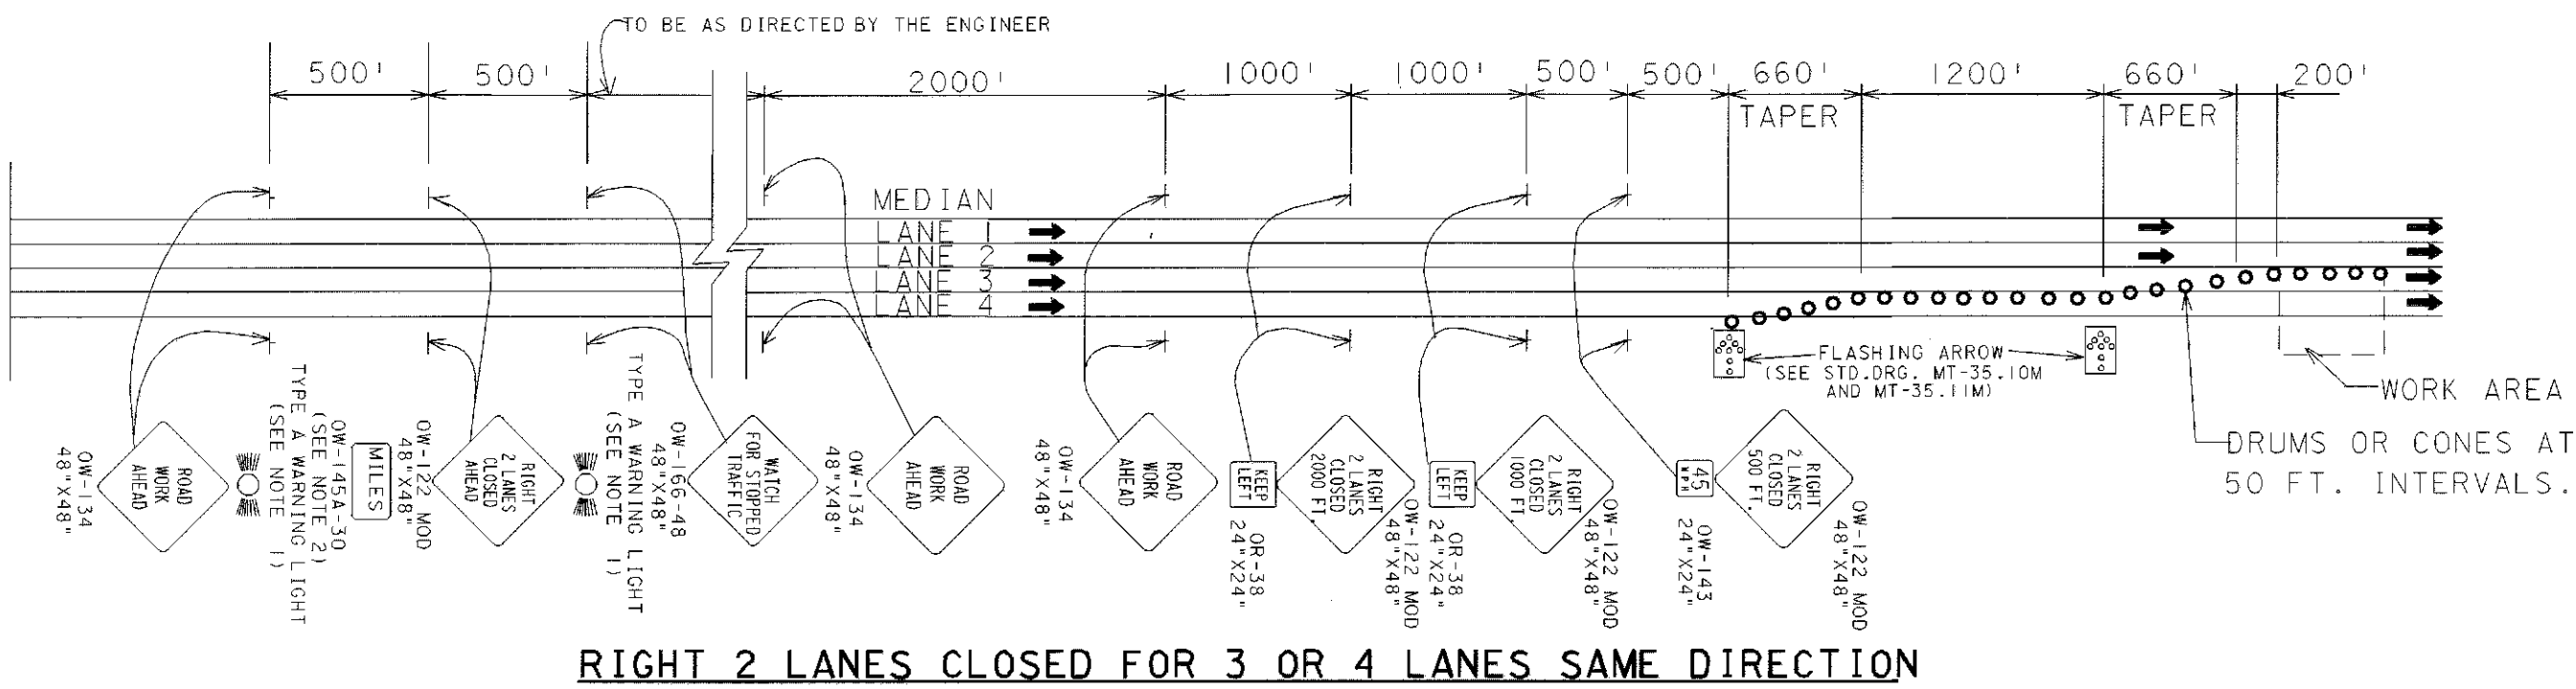 TO BE AS DIRECTED BY THE ENGINEER
500'
500'
2000'
1000'
1000'
500'
500'
660'
1200'
660'
200'
TAPER
TAPER
MEDIAN
LANE 1
LANE 2
LANE 3
LANE 4
FLASHING ARROW
(SEE STD.DRG. MT-35.10M
AND MT-35.11M)
WORK AREA
DRUMS OR CONES AT
50 FT. INTERVALS.
ROAD
WORK
AHEAD
OW-134
48"X48"
TYPE A WARNING LIGHT
(SEE NOTE 1)
RIGHT
2 LANES
CLOSED
AHEAD
OW-122 MOD
48"X48"
MILES
OW-145A-30
(SEE NOTE 2)
TYPE A WARNING LIGHT
(SEE NOTE 1)
WATCH
FOR STOPPED
TRAFFIC
OW-166-48
48"X48"
ROAD
WORK
AHEAD
OW-134
48"X48"
ROAD
WORK
AHEAD
OW-134
48"X48"
RIGHT
2 LANES
CLOSED
2000 FT.
OW-122 MOD
48"X48"
KEEP
LEFT
OR-38
24"X24"
RIGHT
2 LANES
CLOSED
1000 FT.
OW-122 MOD
48"X48"
KEEP
LEFT
OR-38
24"X24"
RIGHT
2 LANES
CLOSED
500 FT.
OW-122 MOD
48"X48"
45
MPH
OW-143
24"X24"
RIGHT 2 LANES CLOSED FOR 3 OR 4 LANES SAME DIRECTION